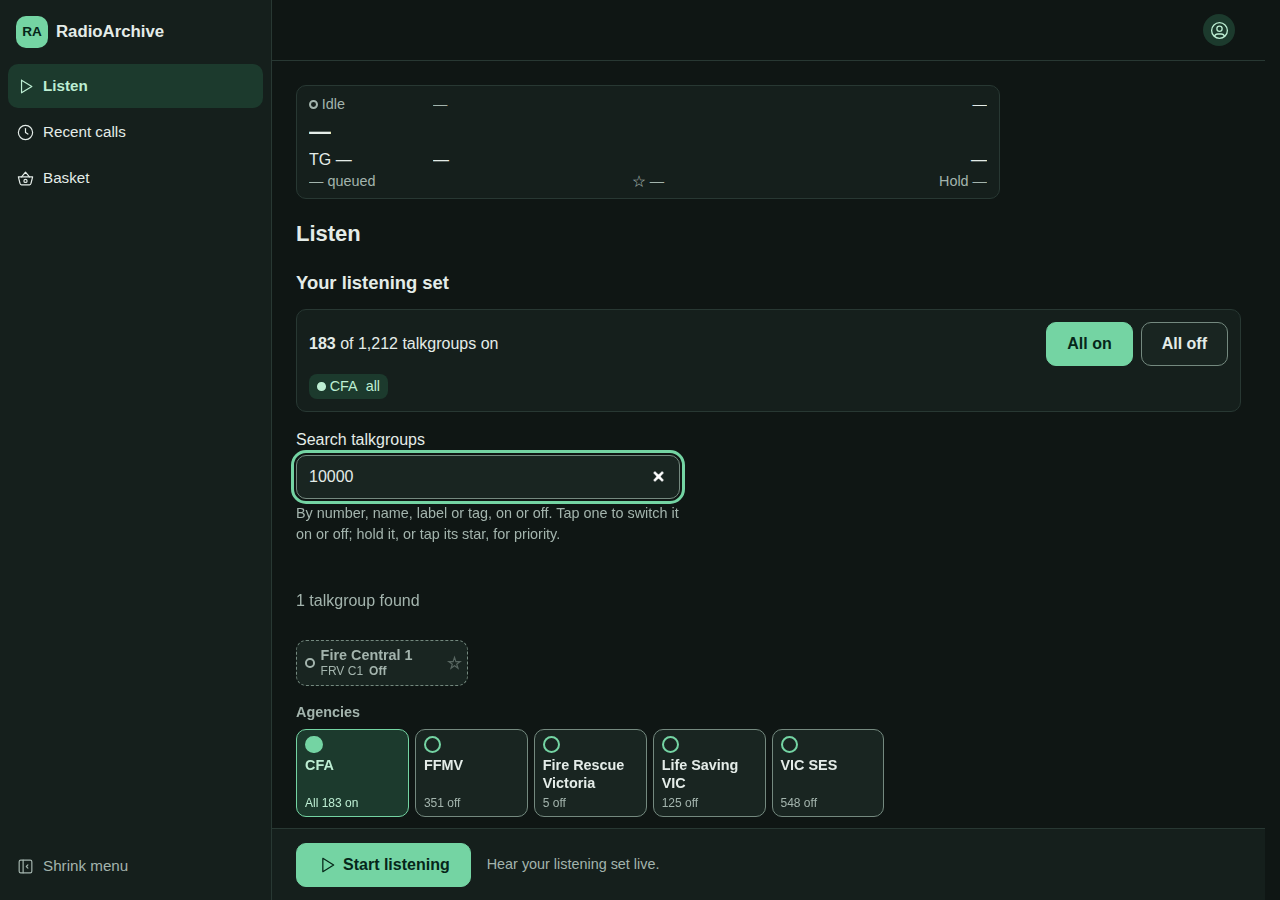 RA RadioArchive
Listen
Recent calls
Basket
Shrink menu
Idle — —
—
TG — — —
— queued ☆ — Hold —
Listen
Your listening set
183 of 1,212 talkgroups on
All on All off
CFA all
Search talkgroups
10000
By number, name, label or tag, on or off. Tap one to switch it
on or off; hold it, or tap its star, for priority.
1 talkgroup found
Fire Central 1
FRV C1 Off
Agencies
CFA
All 183 on
FFMV
351 off
Fire Rescue
Victoria
5 off
Life Saving
VIC
125 off
VIC SES
548 off
Start listening
Hear your listening set live.